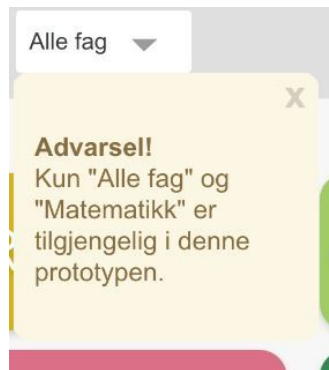 Alle fag
x
Advarsel!
Kun "Alle fag" og
"Matematikk" er
tilgjengelig i denne
prototypen.